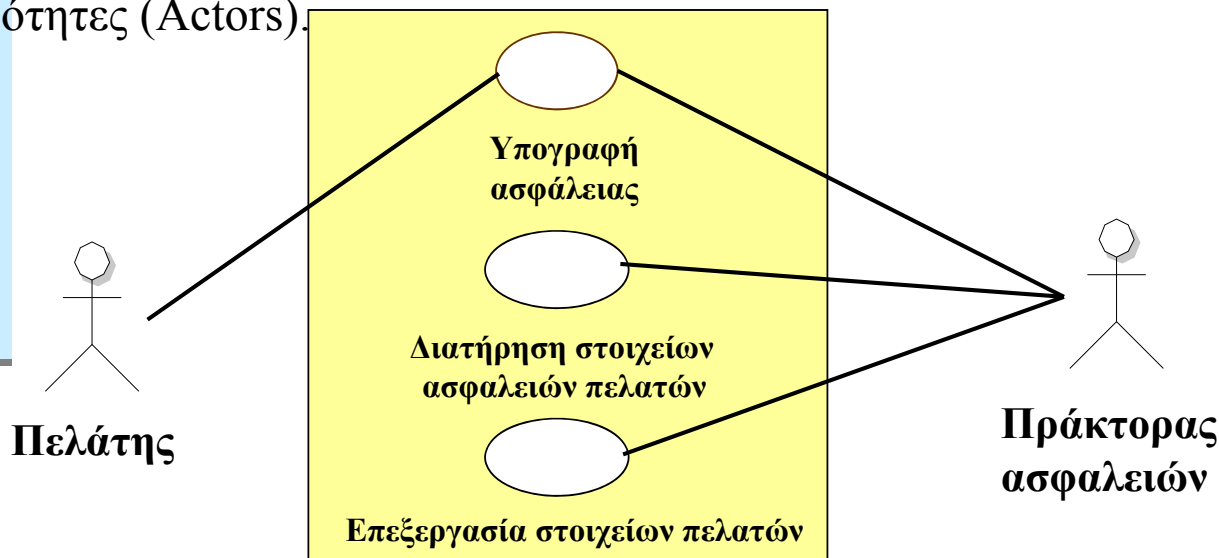 ότητες (Actors).
Υπογραφή
ασφάλειας
Διατήρηση στοιχείων
ασφαλειών πελατών
Πελάτης
Πράκτορας
ασφαλειών
Επεξεργασία στοιχείων πελατών